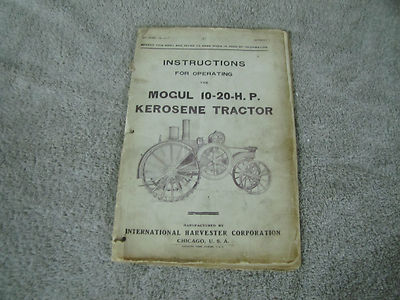 INSTRUCTIONS
FOR OPERATING
THE
MOGUL 10-20-H. P.
KEROSENE TRACTOR
MANUFACTURED BY
INTERNATIONAL HARVESTER CORPORATION
CHICAGO, U. S. A.